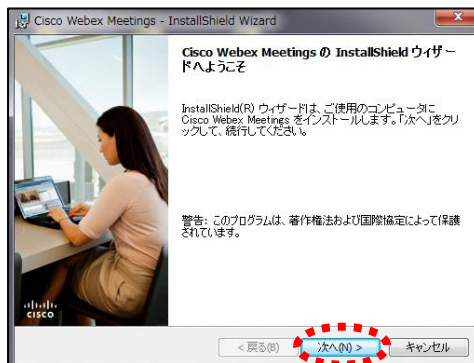 Cisco Webex Meetings - InstallShield Wizard
Cisco Webex Meetings の InstallShield ウィザー
ドへようこそ
InstallShield(R) ウィザードは、ご使用のコンピュータに
Cisco Webex Meetings をインストールします。「次へ」をクリ
ックして、続行してください。
警告: このプログラムは、著作権法および国際協定によって保護
されています。
CISCO
< 戻る(B)
次へ(N) >
キャンセル